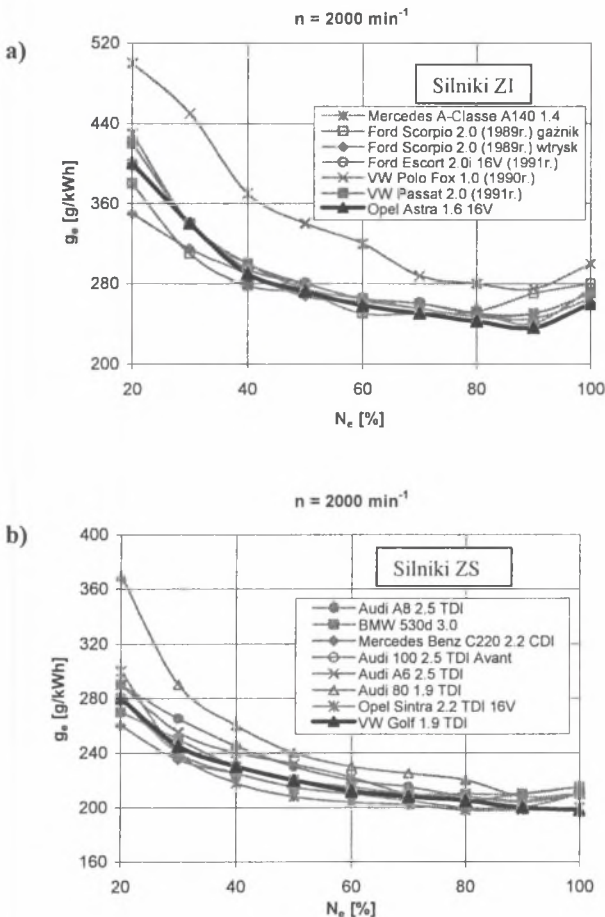 n = 2000 min⁻¹
a)
gₑ [g/kWh]
520
440
360
280
200
Silniki ZI
Mercedes A-Classe A140 1.4
Ford Scorpio 2.0 (1989r.) gaźnik
Ford Scorpio 2.0 (1989r.) wtrysk
Ford Escort 2.0i 16V (1991r.)
VW Polo Fox 1.0 (1990r.)
VW Passat 2.0 (1991r.)
Opel Astra 1.6 16V
20 40 60 80 100
Nₑ [%]
n = 2000 min⁻¹
b)
gₑ [g/kWh]
400
360
320
280
240
200
160
Silniki ZS
Audi A8 2.5 TDI
BMW 530d 3.0
Mercedes Benz C220 2.2 CDI
Audi 100 2.5 TDI Avant
Audi A6 2.5 TDI
Audi 80 1.9 TDI
Opel Sintra 2.2 TDI 16V
VW Golf 1.9 TDI
20 30 40 50 60 70 80 90 100
Nₑ [%]